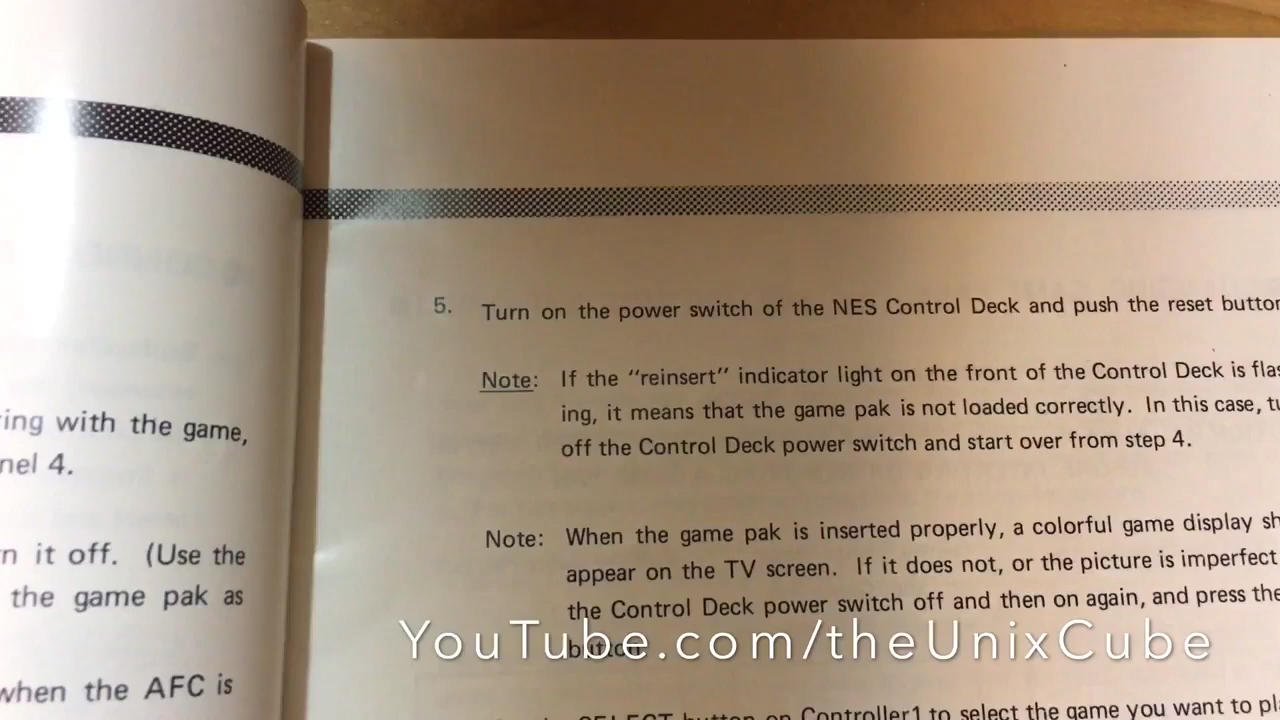 ring with the game,
nel 4.
n it off. (Use the
the game pak as
when the AFC is
5. Turn on the power switch of the NES Control Deck and push the reset button
Note: If the "reinsert" indicator light on the front of the Control Deck is flas
ing, it means that the game pak is not loaded correctly. In this case, tu
off the Control Deck power switch and start over from step 4.
Note: When the game pak is inserted properly, a colorful game display sh
appear on the TV screen. If it does not, or the picture is imperfect
the Control Deck power switch off and then on again, and press the
button.
YouTube.com/theUnixCube
SELECT button on Controller1 to select the game you want to pl